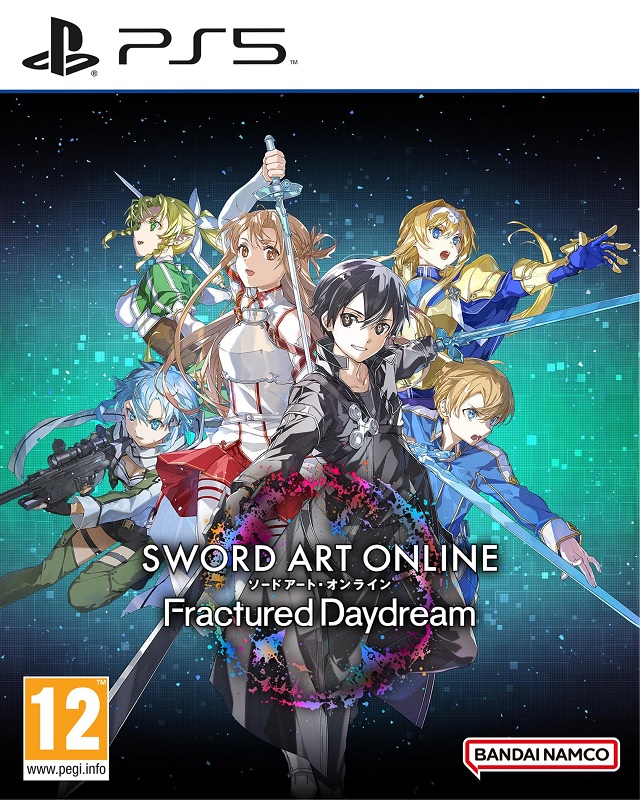 PS5
SWORD ART ONLINE
ソードアート・オンライン
Fractured Daydream
12
www.pegi.info
BANDAI NAMCO